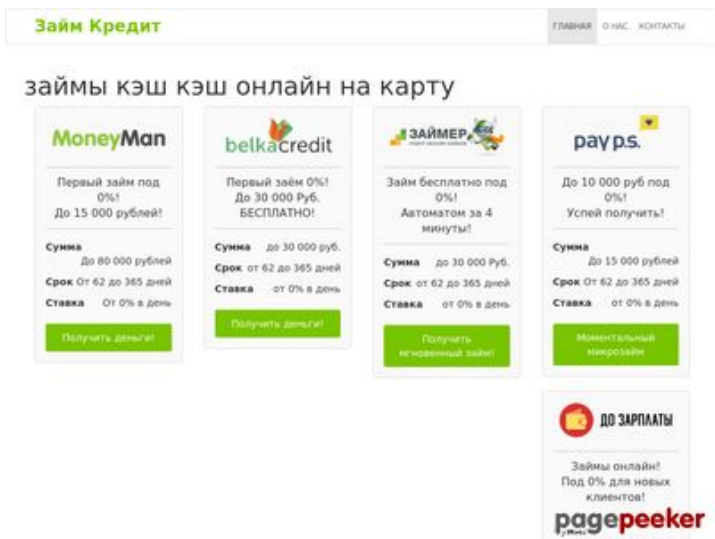 Займ Кредит
ГЛАВНАЯ О НАС КОНТАКТЫ
займы кэш кэш онлайн на карту
MoneyMan
Первый займ под
0%!
До 15 000 рублей!
Сумма
До 80 000 рублей
Срок От 62 до 365 дней
Ставка От 0% в день
Получить деньги!
belkacredit
Первый заём 0%!
До 30 000 Руб.
БЕСПЛАТНО!
Сумма до 30 000 руб.
Срок от 62 до 365 дней
Ставка от 0% в день
Получить деньги!
ЗАЙМЕР
Займ бесплатно под
0%!
Автоматом за 4
минуты!
Сумма до 30 000 Руб.
Срок от 62 до 365 дней
Ставка от 0% в день
Получить
мгновенный займ!
pay p.s.
До 10 000 руб под
0%!
Успей получить!
Сумма
До 15 000 рублей
Срок От 62 до 365 дней
Ставка от 0% в день
Моментальный
микрозайм
ДО ЗАРПЛАТЫ
Займы онлайн!
Под 0% для новых
клиентов!
pagepeeker